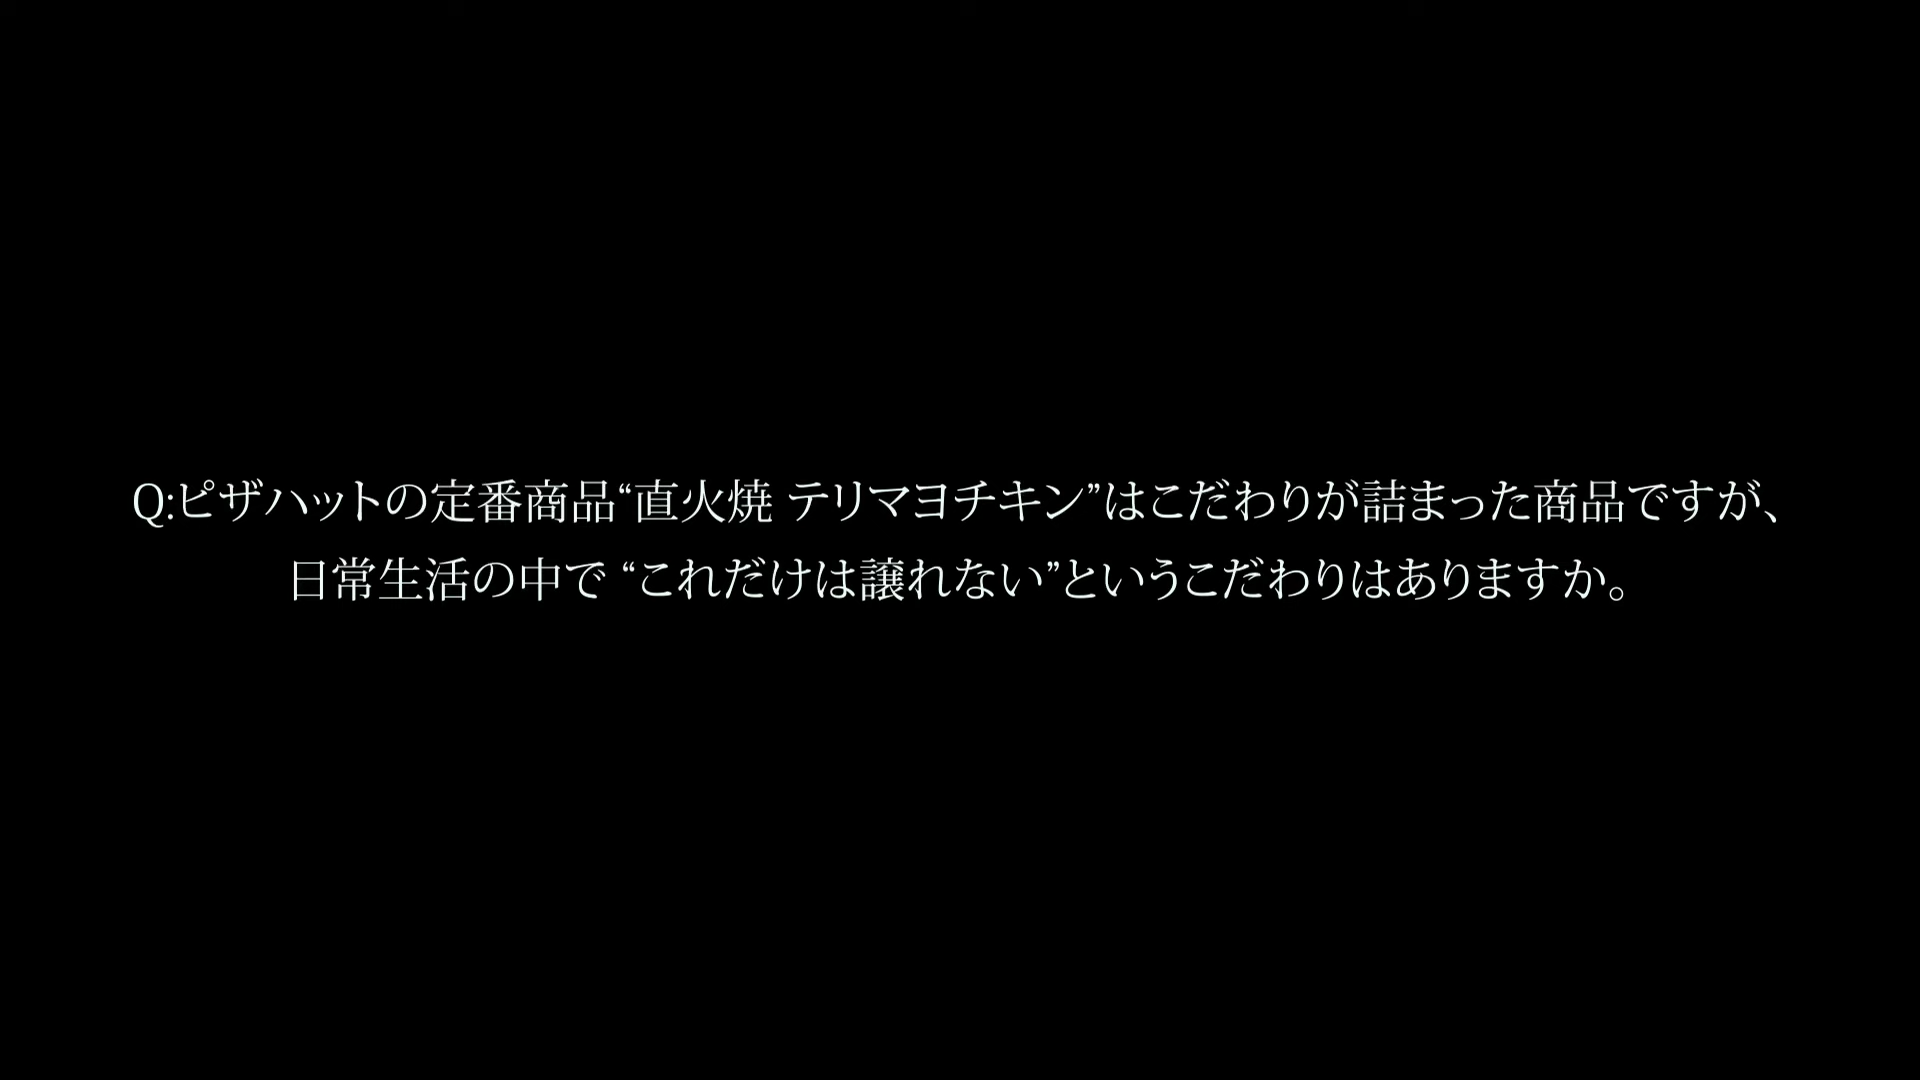 Q:ピザハットの定番商品“直火焼 テリマヨチキン”はこだわりが詰まった商品ですが、
日常生活の中で “これだけは譲れない”というこだわりはありますか。